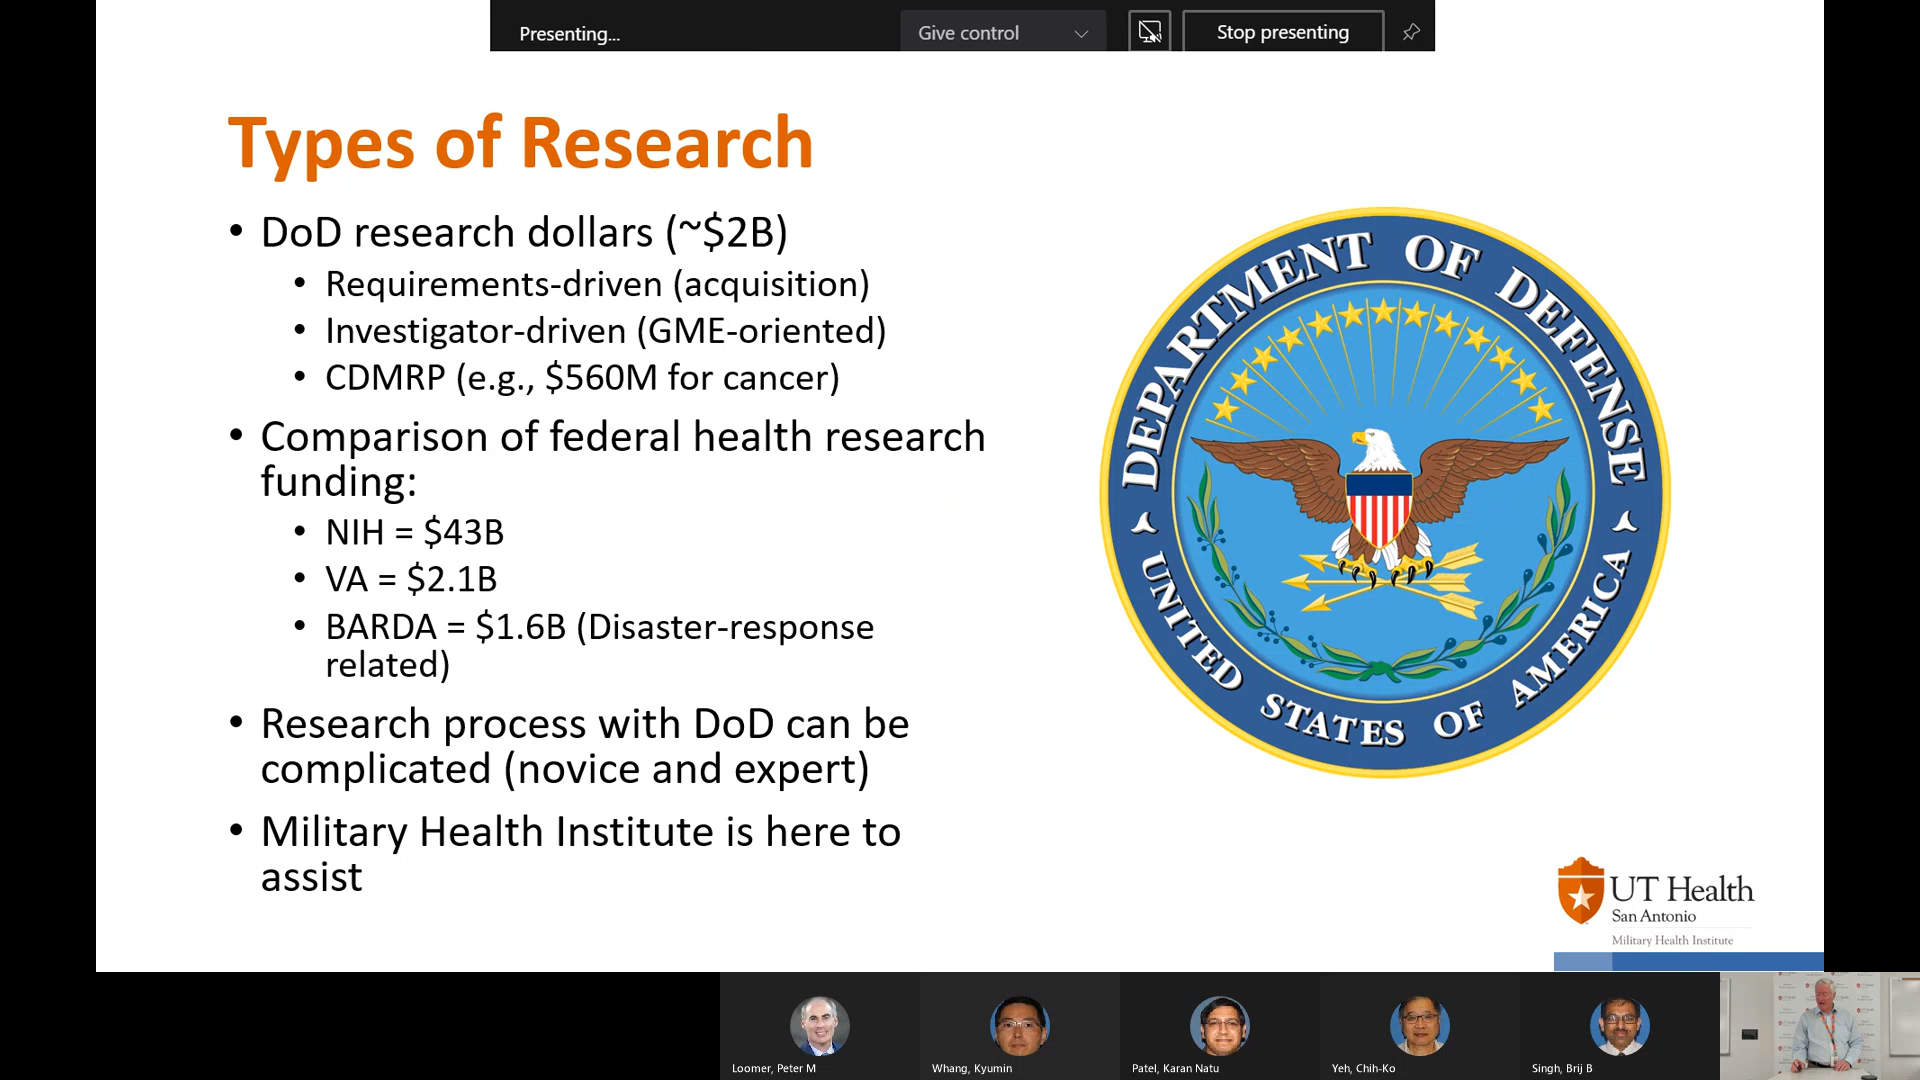 Presenting...
Give control
Stop presenting
Types of Research
• DoD research dollars (~$2B)
• Requirements-driven (acquisition)
• Investigator-driven (GME-oriented)
• CDMRP (e.g., $560M for cancer)
• Comparison of federal health research
funding:
• NIH = $43B
• VA = $2.1B
• BARDA = $1.6B (Disaster-response
related)
• Research process with DoD can be
complicated (novice and expert)
• Military Health Institute is here to
assist
DEPARTMENT OF DEFENSE
UNITED STATES OF AMERICA
UT Health
San Antonio
Military Health Institute
Loomer, Peter M
Whang, Kyumin
Patel, Karan Natu
Yeh, Chih-Ko
Singh, Brij B